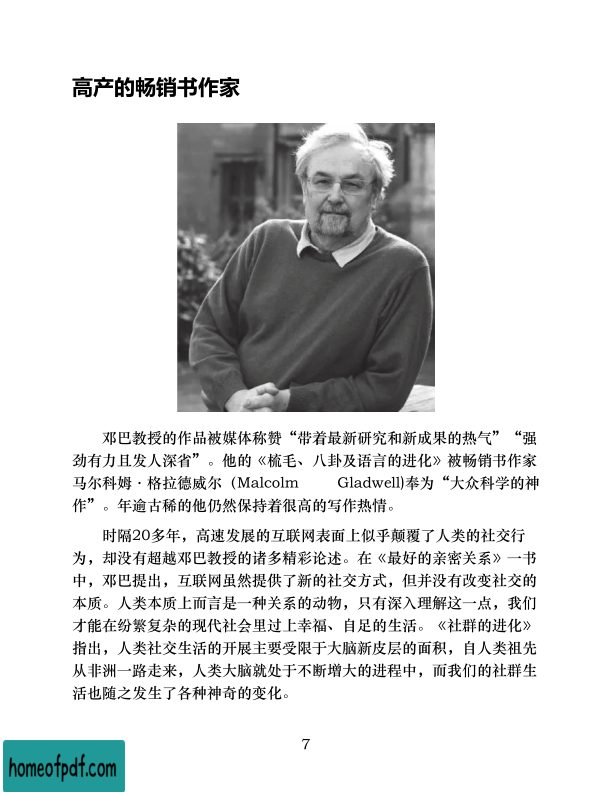 高产的畅销书作家
邓巴教授的作品被媒体称赞“带着最新研究和新成果的热气”“强
劲有力且发人深省”。他的《梳毛、八卦及语言的进化》被畅销书作家
马尔科姆·格拉德威尔（Malcolm Gladwell)奉为“大众科学的神
作”。年逾古稀的他仍然保持着很高的写作热情。
时隔20多年，高速发展的互联网表面上似乎颠覆了人类的社交行
为，却没有超越邓巴教授的诸多精彩论述。在《最好的亲密关系》一书
中，邓巴提出，互联网虽然提供了新的社交方式，但并没有改变社交的
本质。人类本质上而言是一种关系的动物，只有深入理解这一点，我们
才能在纷繁复杂的现代社会里过上幸福、自足的生活。《社群的进化》
指出，人类社交生活的开展主要受限于大脑新皮层的面积，自人类祖先
从非洲一路走来，人类大脑就处于不断增大的进程中，而我们的社群生
活也随之发生了各种神奇的变化。
7
homeofpdf.com